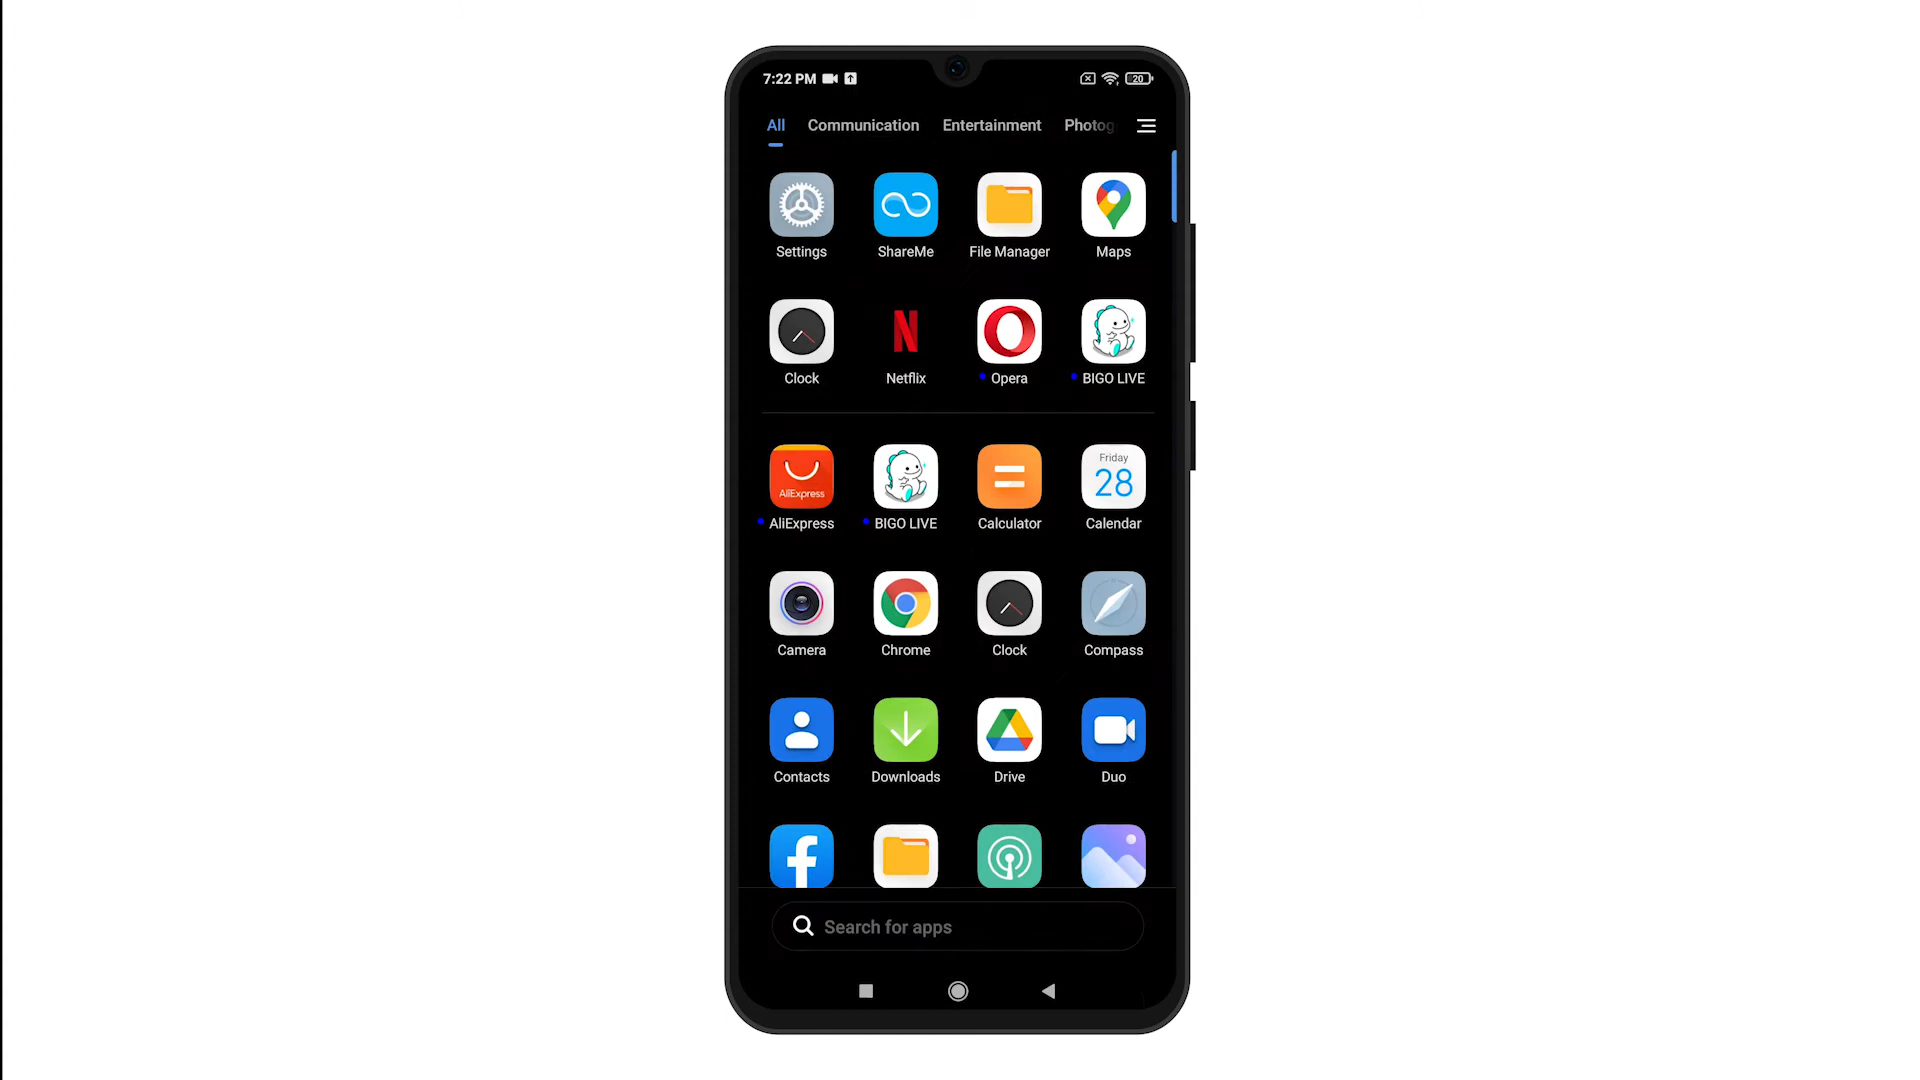 7:22 PM 20
All Communication Entertainment Photog
Settings ShareMe File Manager Maps
Clock Netflix Opera BIGO LIVE
AliExpress Friday
28
AliExpress BIGO LIVE Calculator Calendar
Camera Chrome Clock Compass
Contacts Downloads Drive Duo
Search for apps